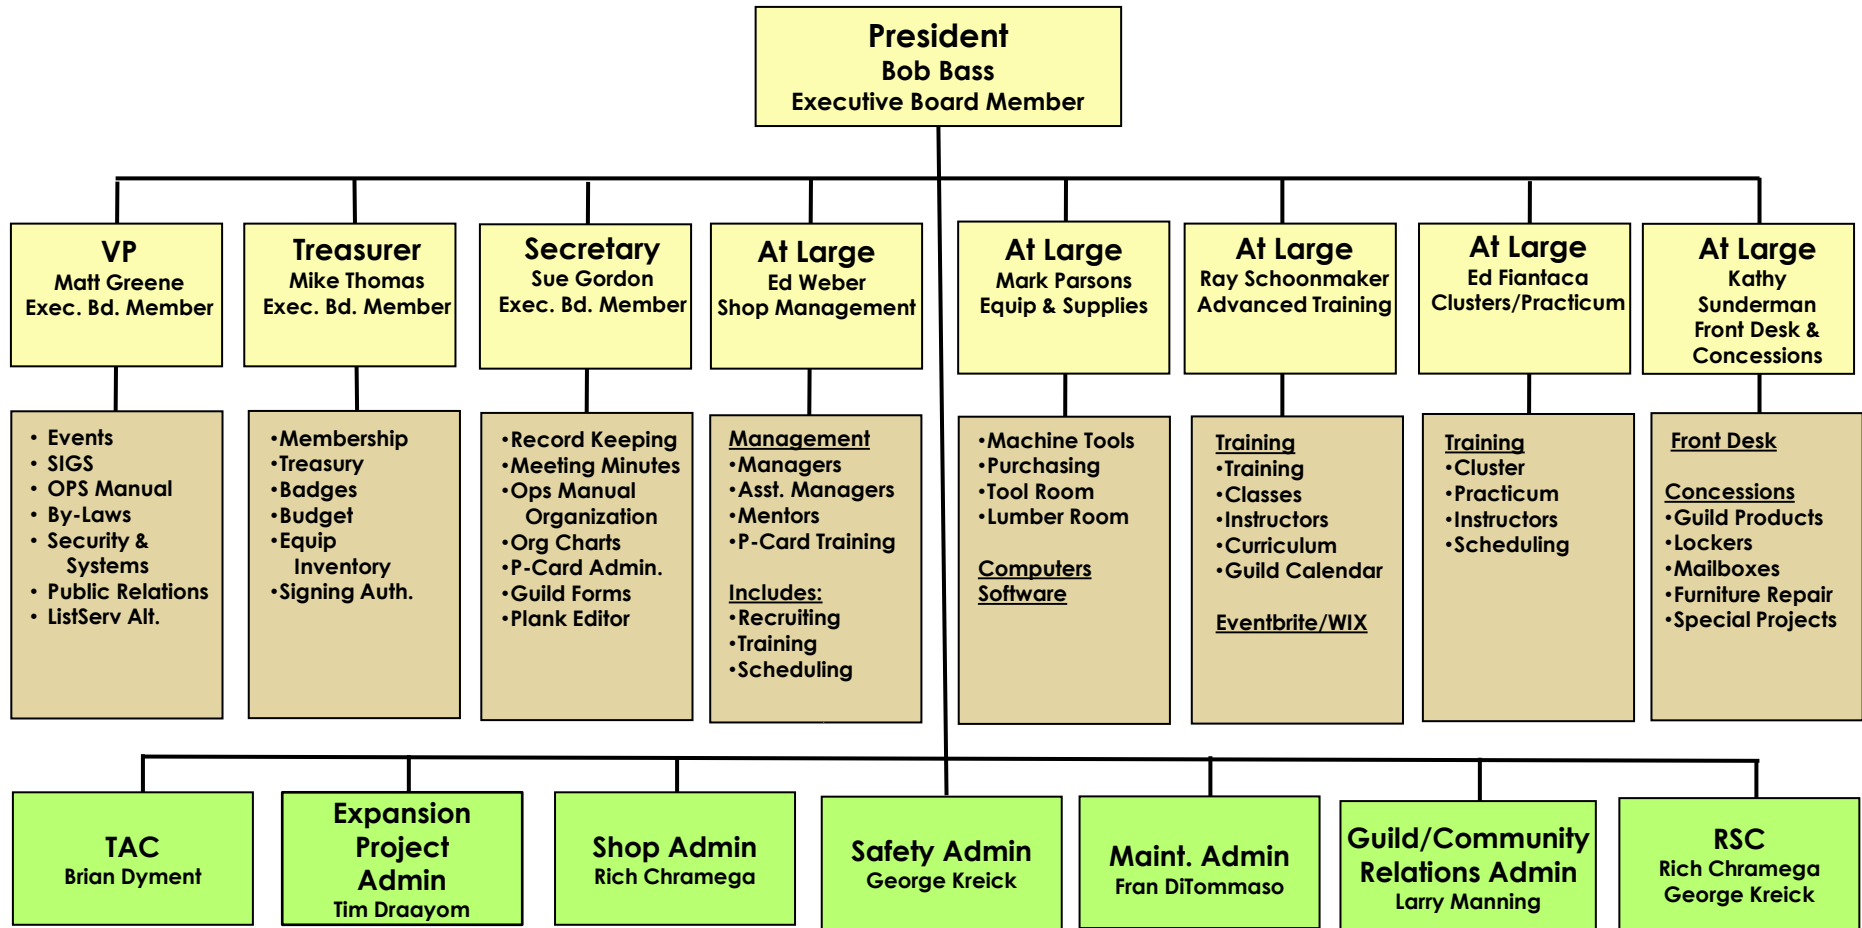 President
Bob Bass
Executive Board Member
VP
Matt Greene
Exec. Bd. Member
Treasurer
Mike Thomas
Exec. Bd. Member
Secretary
Sue Gordon
Exec. Bd. Member
At Large
Ed Weber
Shop Management
At Large
Mark Parsons
Equip & Supplies
At Large
Ray Schoonmaker
Advanced Training
At Large
Ed Fiantaca
Clusters/Practicum
At Large
Kathy
Sunderman
Front Desk &
Concessions
• Events
• SIGS
• OPS Manual
• By-Laws
• Security &
Systems
• Public Relations
• ListServ Alt.
•Membership
•Treasury
•Badges
•Budget
•Equip
Inventory
•Signing Auth.
•Record Keeping
•Meeting Minutes
•Ops Manual
Organization
•Org Charts
•P-Card Admin.
•Guild Forms
•Plank Editor
Management
•Managers
•Asst. Managers
•Mentors
•P-Card Training
Includes:
•Recruiting
•Training
•Scheduling
•Machine Tools
•Purchasing
•Tool Room
•Lumber Room
Computers
Software
Training
•Training
•Classes
•Instructors
•Curriculum
•Guild Calendar
Eventbrite/WIX
Training
•Cluster
•Practicum
•Instructors
•Scheduling
Front Desk
Concessions
•Guild Products
•Lockers
•Mailboxes
•Furniture Repair
•Special Projects
TAC
Brian Dyment
Expansion
Project
Admin
Tim Draayom
Shop Admin
Rich Chramega
Safety Admin
George Kreick
Maint. Admin
Fran DiTommaso
Guild/Community
Relations Admin
Larry Manning
RSC
Rich Chramega
George Kreick